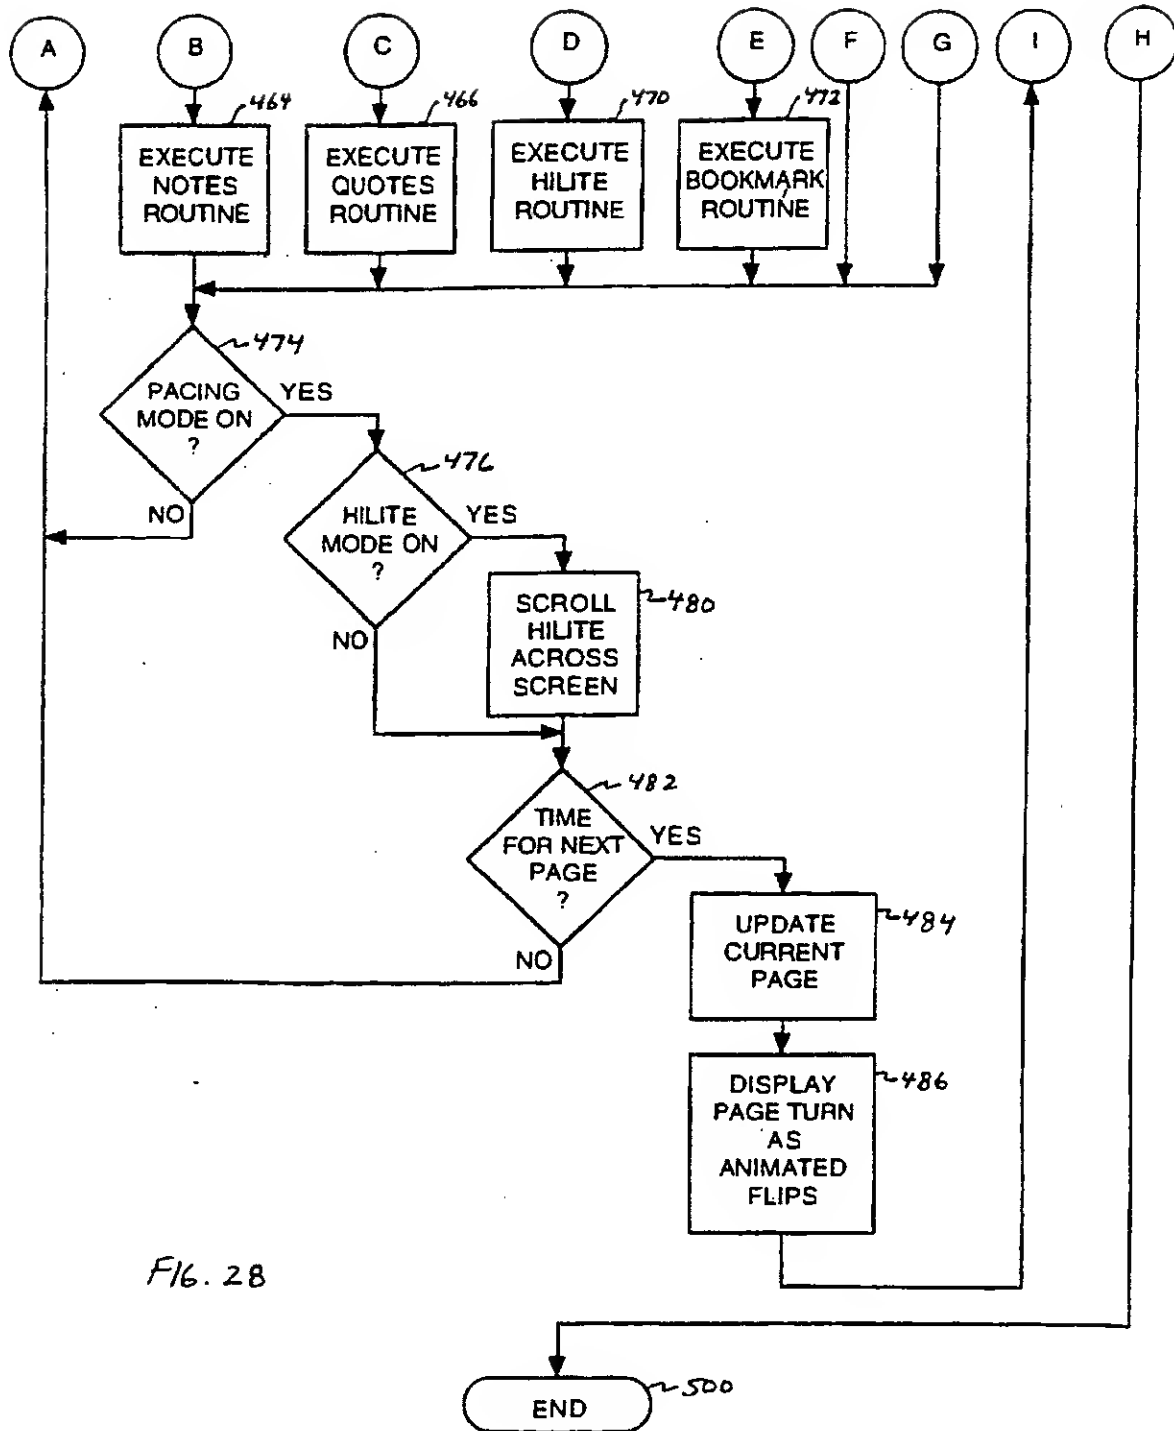 A
B
C
D
E
F
G
I
H
464
466
470
472
EXECUTE
NOTES
ROUTINE
EXECUTE
QUOTES
ROUTINE
EXECUTE
HILITE
ROUTINE
EXECUTE
BOOKMARK
ROUTINE
474
PACING
MODE ON
?
YES
NO
476
HILITE
MODE ON
?
YES
NO
480
SCROLL
HILITE
ACROSS
SCREEN
482
TIME
FOR NEXT
PAGE
?
YES
NO
484
UPDATE
CURRENT
PAGE
486
DISPLAY
PAGE TURN
AS
ANIMATED
FLIPS
FIG. 28
500
END